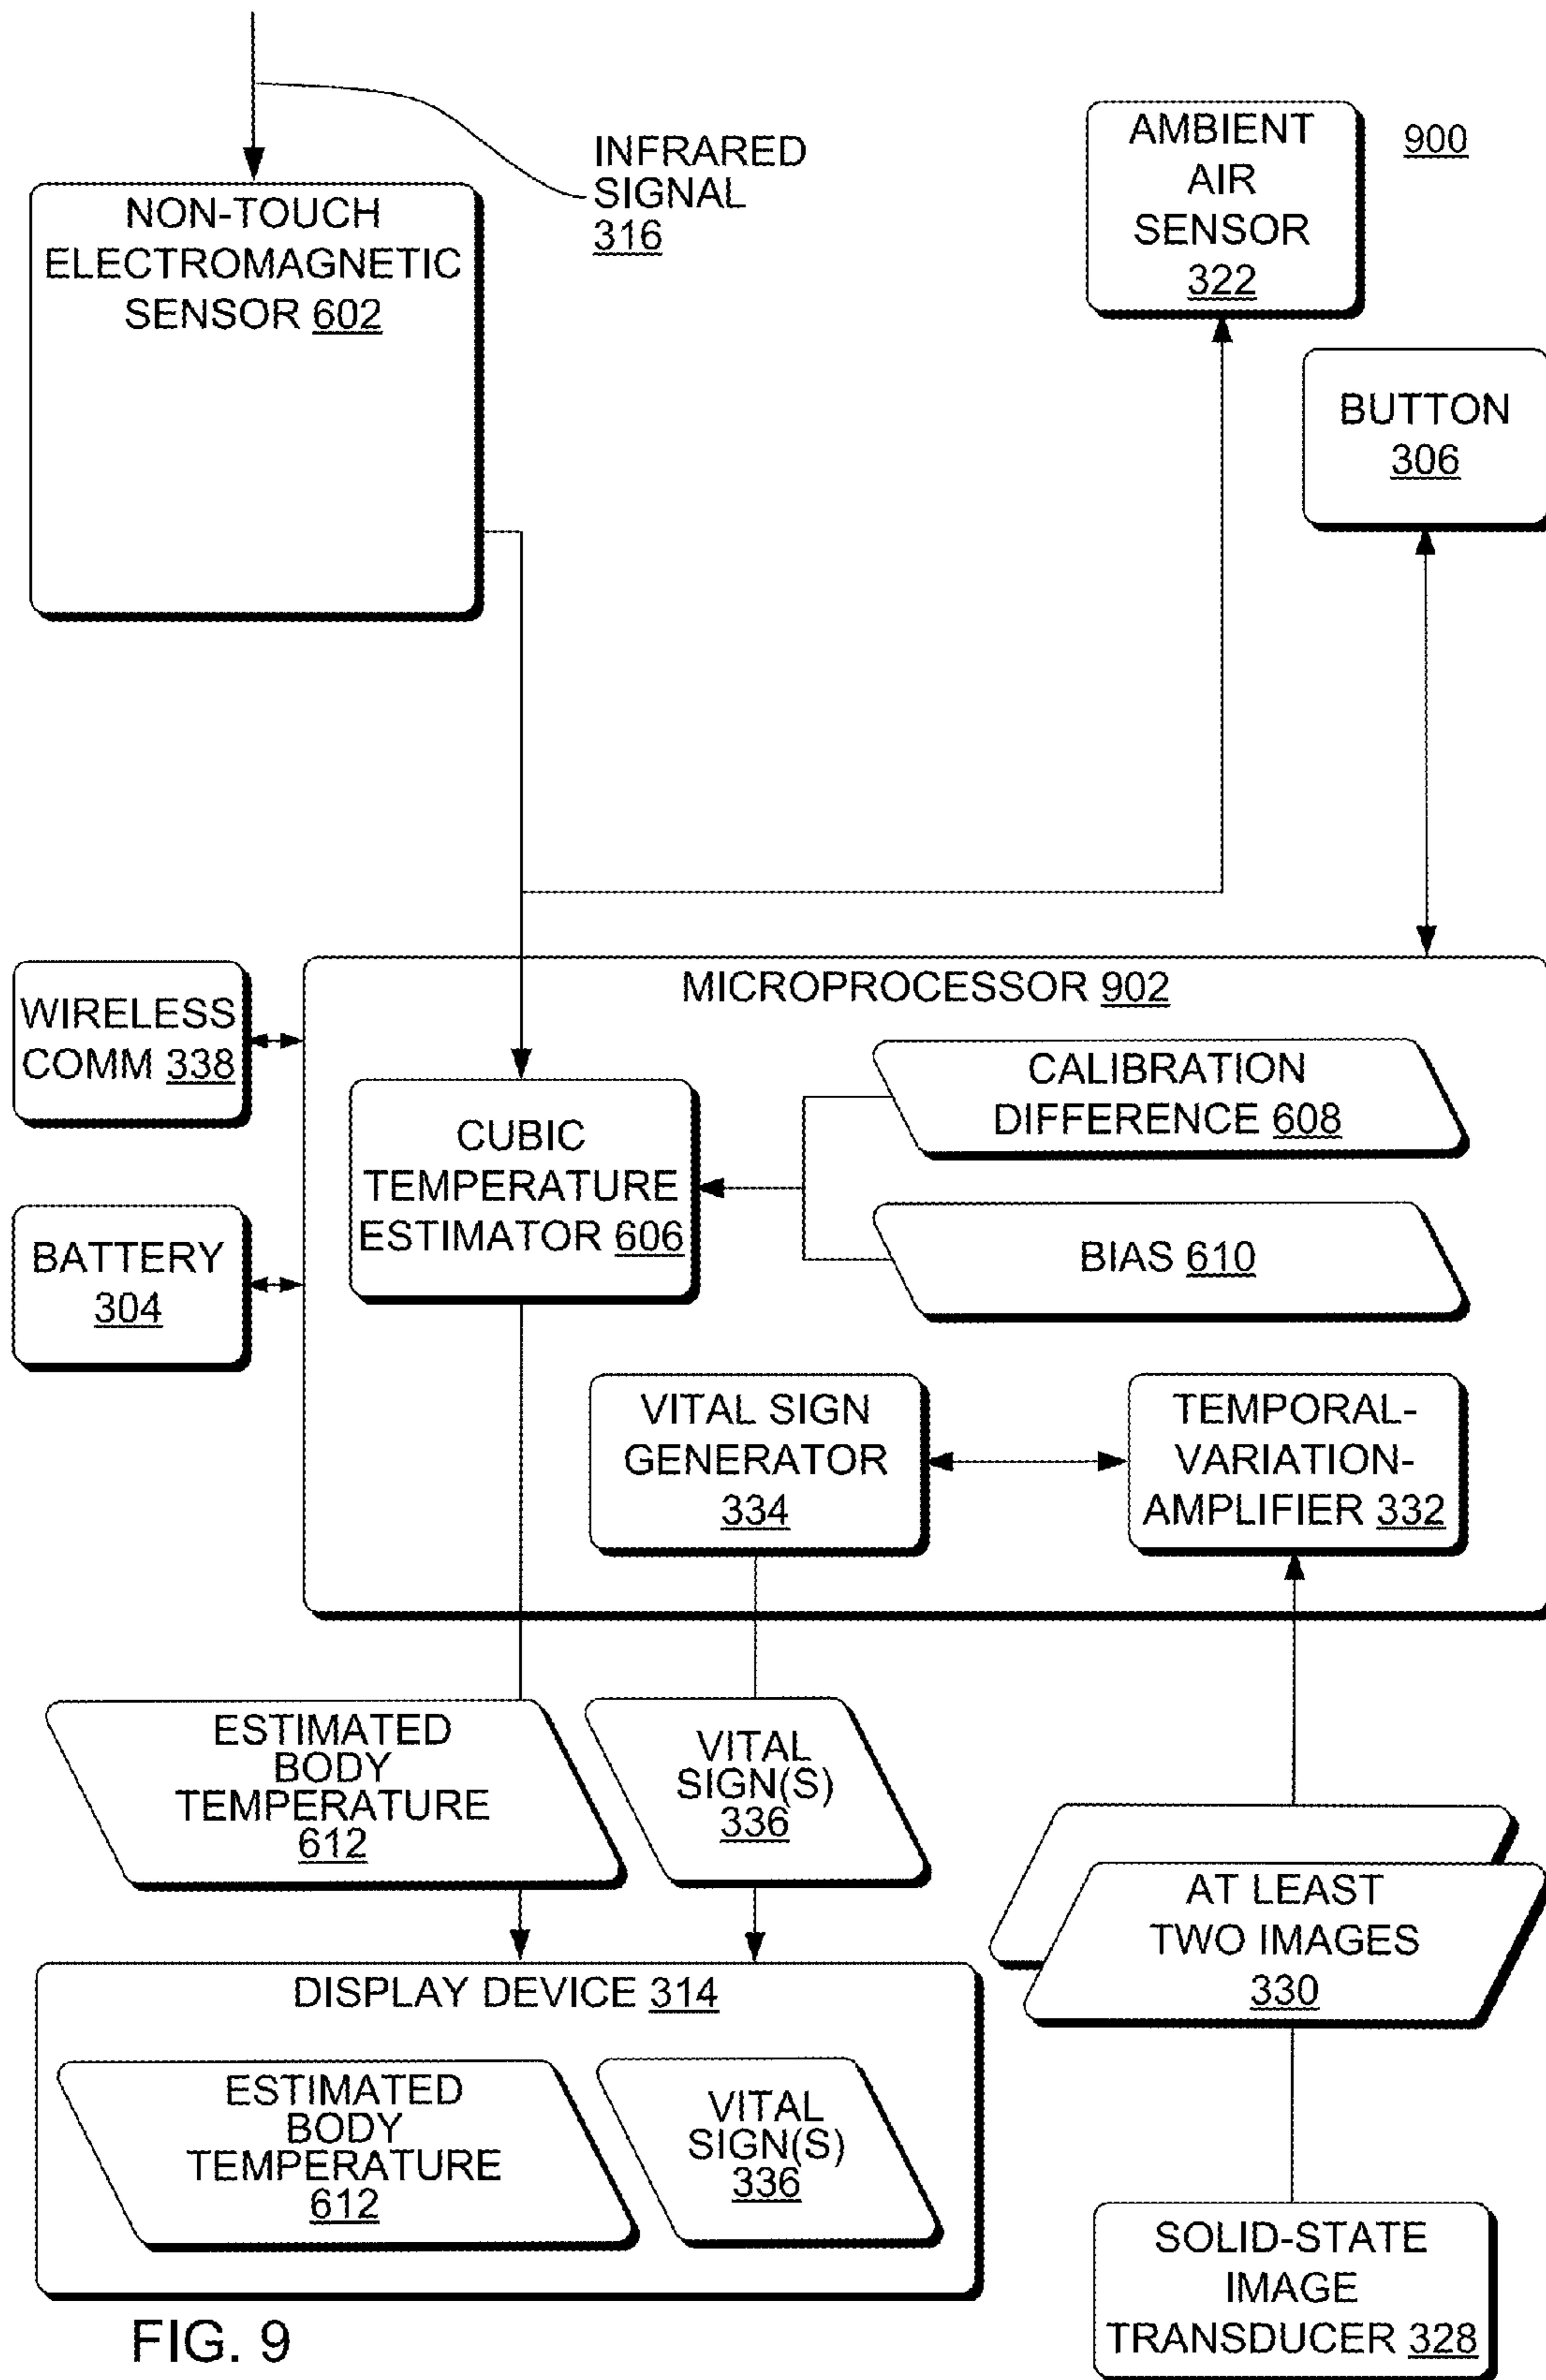 INFRARED
SIGNAL
316
AMBIENT
AIR
SENSOR
322
900
NON-TOUCH
ELECTROMAGNETIC
SENSOR 602
BUTTON
306
MICROPROCESSOR 902
WIRELESS
COMM 338
CALIBRATION
DIFFERENCE 608
CUBIC
TEMPERATURE
ESTIMATOR 606
BATTERY
304
BIAS 610
VITAL SIGN
GENERATOR
334
TEMPORAL-
VARIATION-
AMPLIFIER 332
ESTIMATED
BODY
TEMPERATURE
612
VITAL
SIGN(S)
336
AT LEAST
TWO IMAGES
330
DISPLAY DEVICE 314
ESTIMATED
BODY
TEMPERATURE
612
VITAL
SIGN(S)
336
SOLID-STATE
IMAGE
TRANSDUCER 328
FIG. 9